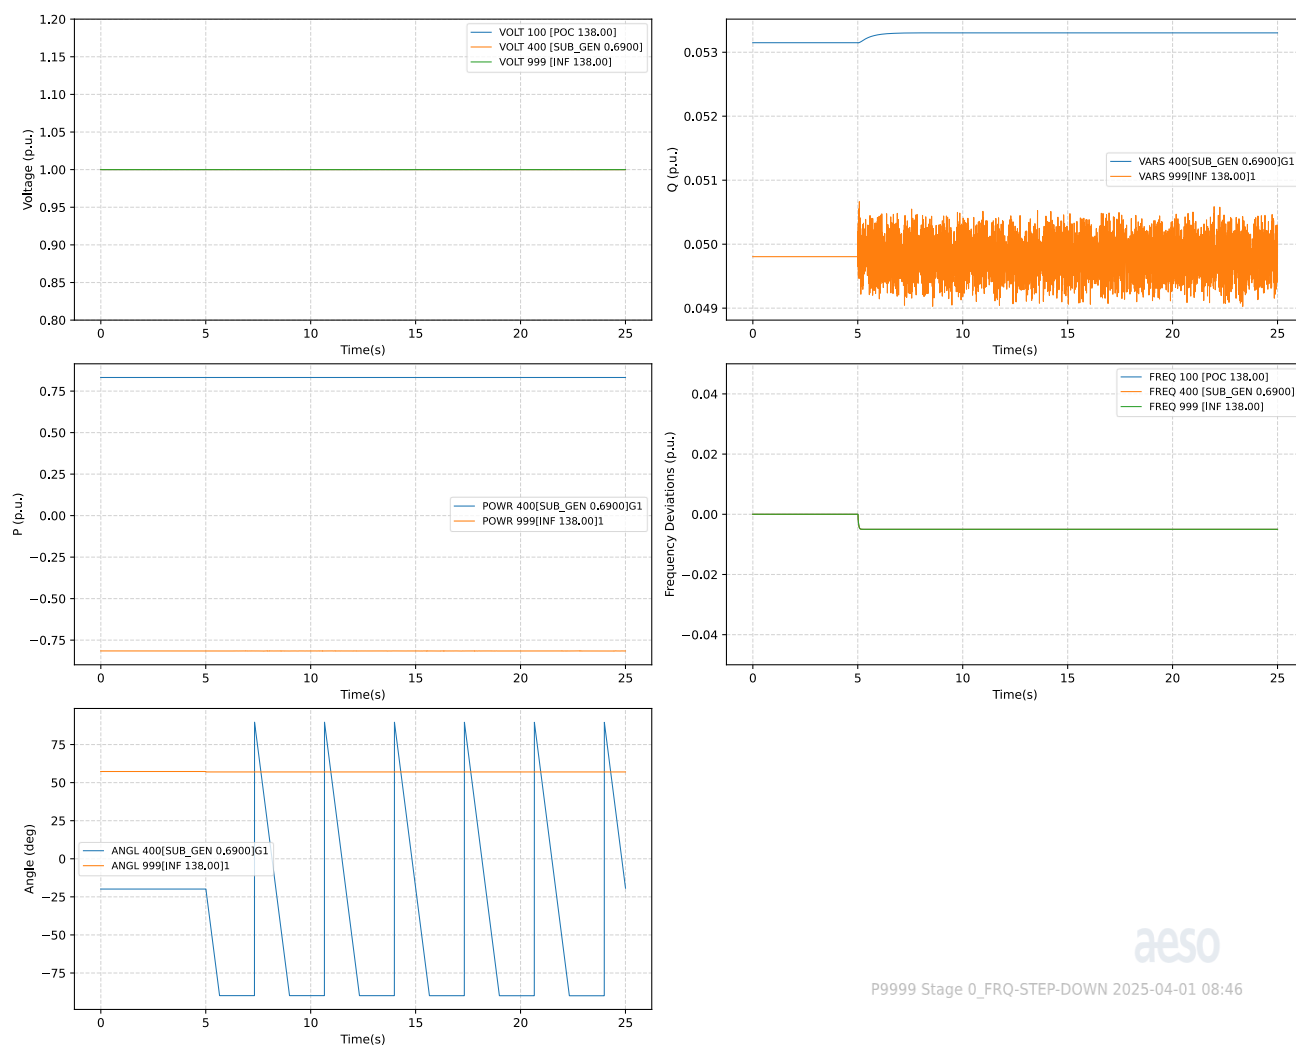 1.20
1.15
1.10
1.05
1.00
0.95
0.90
0.85
0.80
Voltage (p.u.)
VOLT 100 [POC 138.00]
VOLT 400 [SUB_GEN 0.6900]
VOLT 999 [INF 138.00]
0 5 10 15 20 25
Time(s)
0.053
0.052
0.051
0.050
0.049
Q (p.u.)
VARS 400[SUB_GEN 0.6900]G1
VARS 999[INF 138.00]1
0 5 10 15 20 25
Time(s)
0.75
0.50
0.25
0.00
−0.25
−0.50
−0.75
P (p.u.)
POWR 400[SUB_GEN 0.6900]G1
POWR 999[INF 138.00]1
0 5 10 15 20 25
Time(s)
0.04
0.02
0.00
−0.02
−0.04
Frequency Deviations (p.u.)
FREQ 100 [POC 138.00]
FREQ 400 [SUB_GEN 0.6900]
FREQ 999 [INF 138.00]
0 5 10 15 20 25
Time(s)
75
50
25
0
−25
−50
−75
Angle (deg)
ANGL 400[SUB_GEN 0.6900]G1
ANGL 999[INF 138.00]1
0 5 10 15 20 25
Time(s)
aeso
P9999 Stage 0_FRQ-STEP-DOWN 2025-04-01 08:46